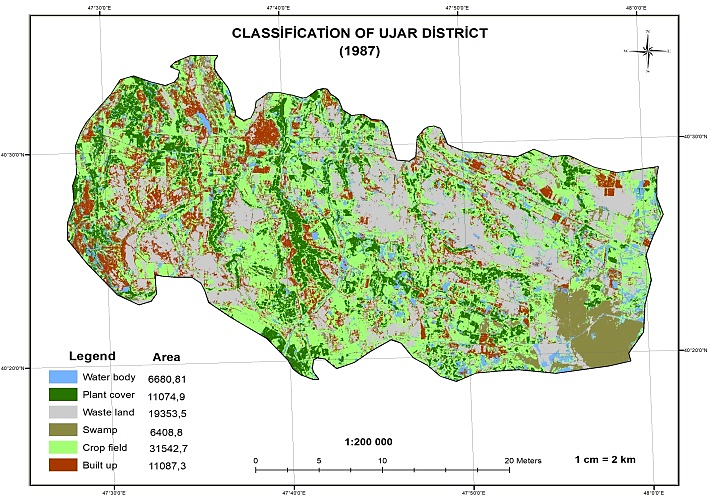 47°30'0"E 47°40'0"E 47°50'0"E 48°0'0"E
CLASSİFİCATİON OF UJAR DİSTRİCT
(1987)
40°30'0"N 40°30'0"N
40°20'0"N 40°20'0"N
Legend Area
Water body 6680,81
Plant cover 11074,9
Waste land 19353,5
Swamp 6408,8
Crop field 31542,7
Built up 11087,3
1:200 000
0 5 10 20 Meters
1 cm = 2 km
47°30'0"E 47°40'0"E 47°50'0"E 48°0'0"E